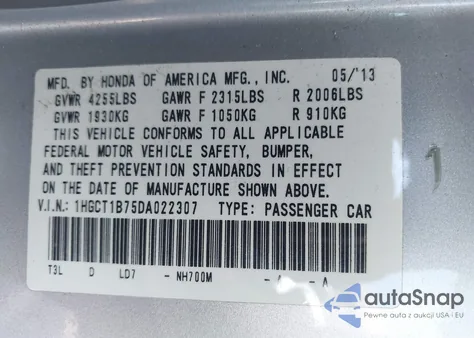 MFD. BY HONDA OF AMERICA MFG., INC. 05/'13
GVWR 4255LBS GAWR F 2315LBS R 2006LBS
GVWR 1930KG GAWR F 1050KG R 910KG
THIS VEHICLE CONFORMS TO ALL APPLICABLE
FEDERAL MOTOR VEHICLE SAFETY, BUMPER,
AND THEFT PREVENTION STANDARDS IN EFFECT
ON THE DATE OF MANUFACTURE SHOWN ABOVE.
V.I.N.: 1HGCT1B75DA022307 TYPE: PASSENGER CAR
T3L D LD7 - NH700M - A - A
1
autoSnap
Pewne auta z aukcji USA i EU